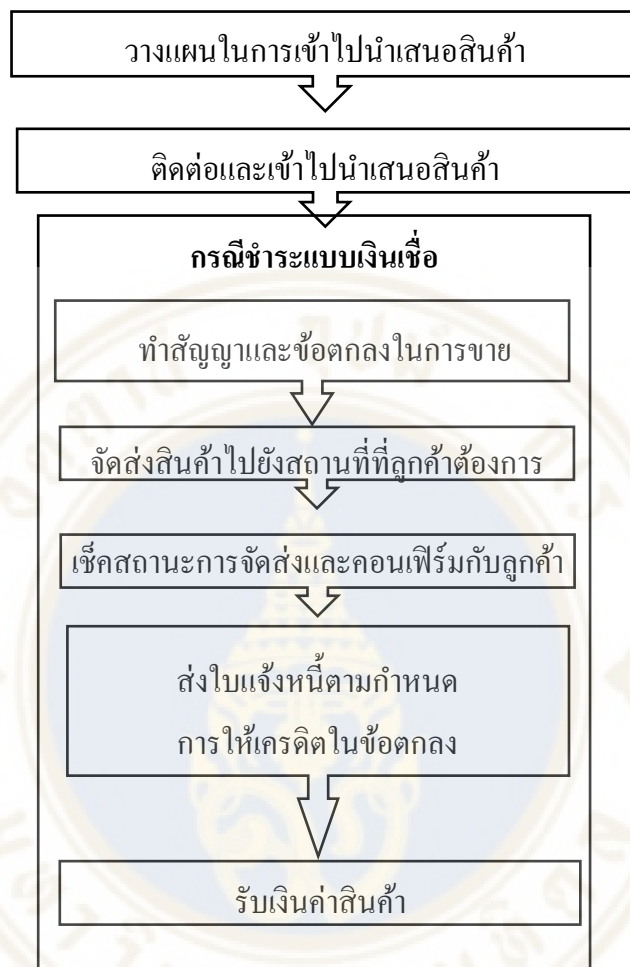 วางแผนในการเข้าไปนำเสนอสินค้า
ติดต่อและเข้าไปนำเสนอสินค้า
กรณีชำระแบบเงินเชื่อ
ทำสัญญาและข้อตกลงในการขาย
จัดส่งสินค้าไปยังสถานที่ที่ลูกค้าต้องการ
เช็คสถานะการจัดส่งและคอนเฟิร์มกับลูกค้า
ส่งใบแจ้งหนี้ตามกำหนด
การให้เครดิตในข้อตกลง
รับเงินค่าสินค้า